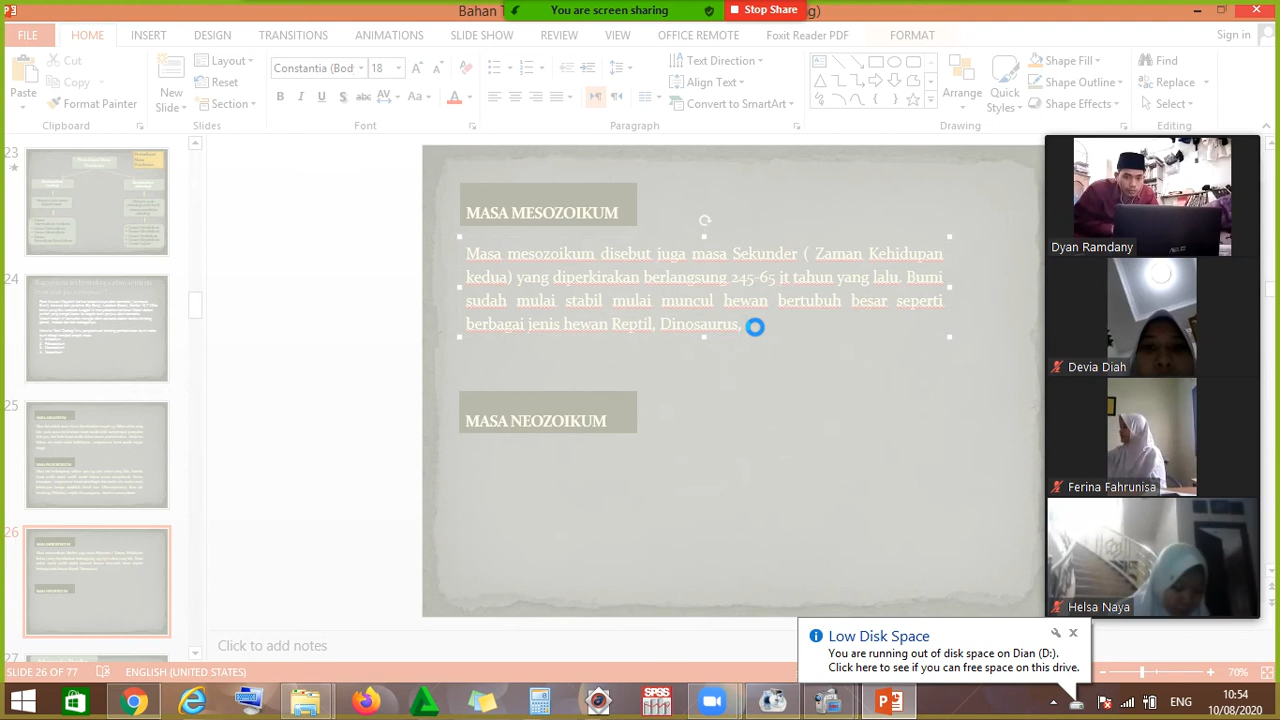 Bahan
You are screen sharing
Stop Share
FILE HOME INSERT DESIGN TRANSITIONS ANIMATIONS SLIDE SHOW REVIEW VIEW OFFICE REMOTE Foxit Reader PDF FORMAT Sign in
Paste
Cut
Copy
Format Painter
Clipboard
New Slide
Layout
Reset
Section
Slides
Constantia (Bod 18
Font
Text Direction
Align Text
Convert to SmartArt
Paragraph
Arrange
Quick Styles
Shape Fill
Shape Outline
Shape Effects
Drawing
Find
Replace
Select
Editing
23
24
25
26
27
MASA MESOZOIKUM
Masa mesozoikum disebut juga masa Sekunder ( Zaman Kehidupan
kedua) yang diperkirakan berlangsung 245-65 jt tahun yang lalu. Bumi
sudah mulai stabil mulai muncul hewan bertubuh besar seperti
berbagai jenis hewan Reptil, Dinosaurus,
MASA NEOZOIKUM
Dyan Ramdany
Devia Diah
Ferina Fahrunisa
Helsa Naya
Click to add notes
Low Disk Space
You are running out of disk space on Dian (D:).
Click here to see if you can free space on this drive.
SLIDE 26 OF 77 ENGLISH (UNITED STATES) 70%
SPSS
ENG
10:54
10/08/2020